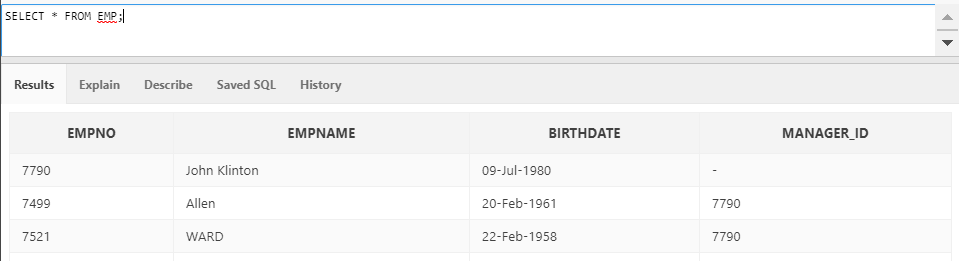 SELECT * FROM EMP;
Results Explain Describe Saved SQL History
EMPNO EMPNAME BIRTHDATE MANAGER_ID
7790 John Klinton 09-Jul-1980 -
7499 Allen 20-Feb-1961 7790
7521 WARD 22-Feb-1958 7790